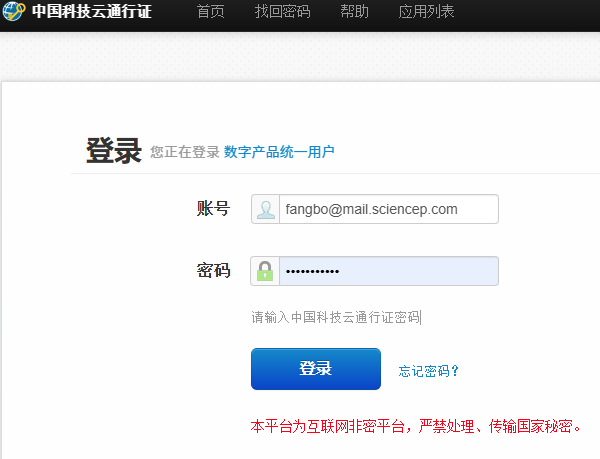 中国科技云通行证 首页 找回密码 帮助 应用列表
登录 您正在登录 数字产品统一用户
账号 fangbo@mail.sciencep.com
密码 •••••••••••
请输入中国科技云通行证密码
登录 忘记密码？
本平台为互联网非密平台，严禁处理、传输国家秘密。